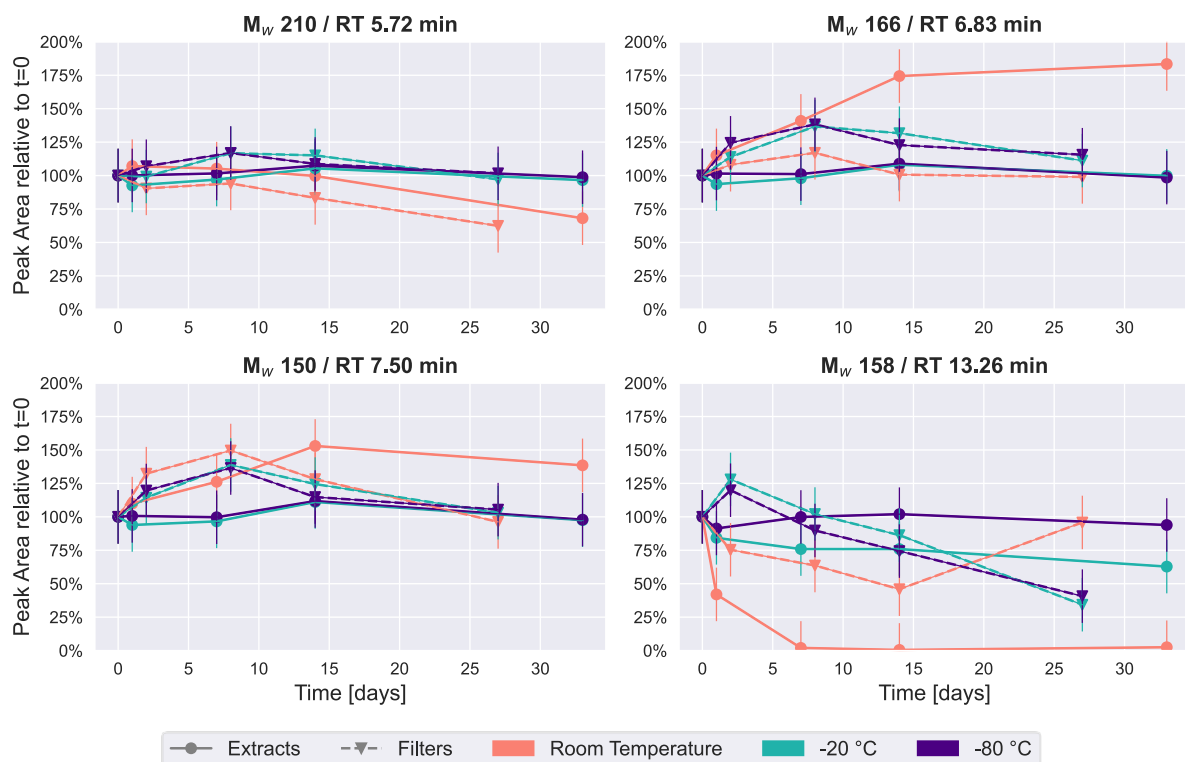 M_w 210 / RT 5.72 min
M_w 166 / RT 6.83 min
Peak Area relative to t=0
200%
175%
150%
125%
100%
75%
50%
25%
0%
0 5 10 15 20 25 30
200%
175%
150%
125%
100%
75%
50%
25%
0%
0 5 10 15 20 25 30
M_w 150 / RT 7.50 min
M_w 158 / RT 13.26 min
Peak Area relative to t=0
200%
175%
150%
125%
100%
75%
50%
25%
0%
0 5 10 15 20 25 30
Time [days]
200%
175%
150%
125%
100%
75%
50%
25%
0%
0 5 10 15 20 25 30
Time [days]
Extracts Filters Room Temperature -20 °C -80 °C